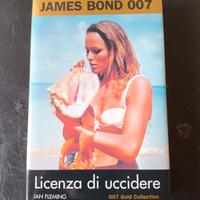 JAMES BOND 007
Licenza di uccidere
IAN FLEMING
007 Gold Collection